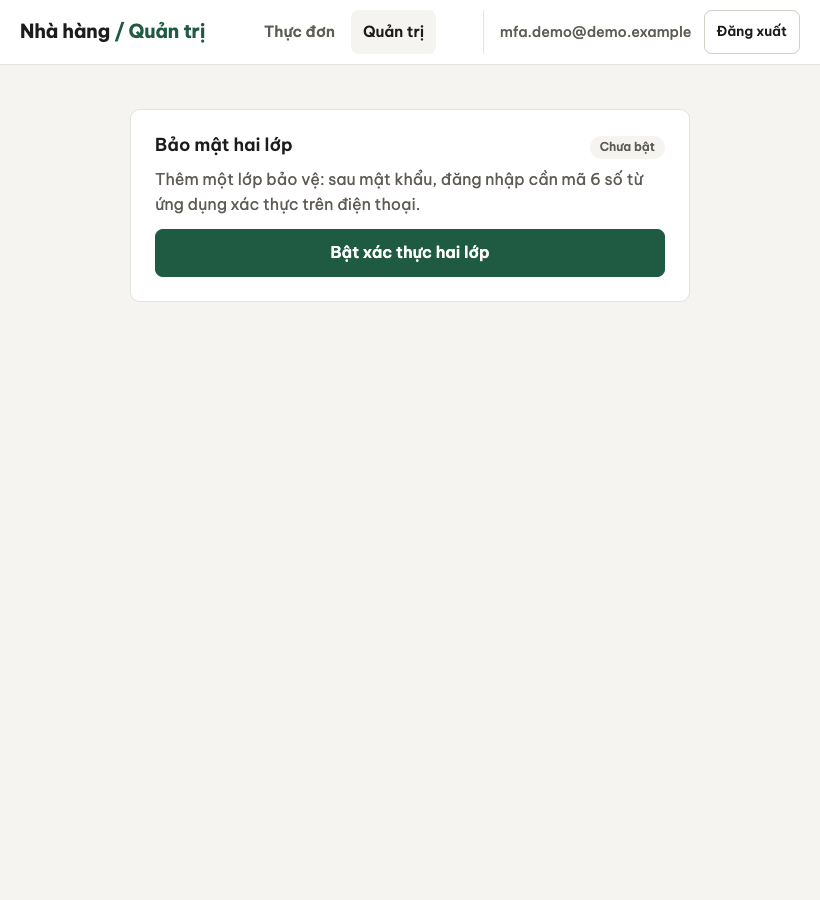 Nhà hàng / Quản trị
Thực đơn
Quản trị
mfa.demo@demo.example
Đăng xuất
Bảo mật hai lớp
Chưa bật
Thêm một lớp bảo vệ: sau mật khẩu, đăng nhập cần mã 6 số từ
ứng dụng xác thực trên điện thoại.
Bật xác thực hai lớp